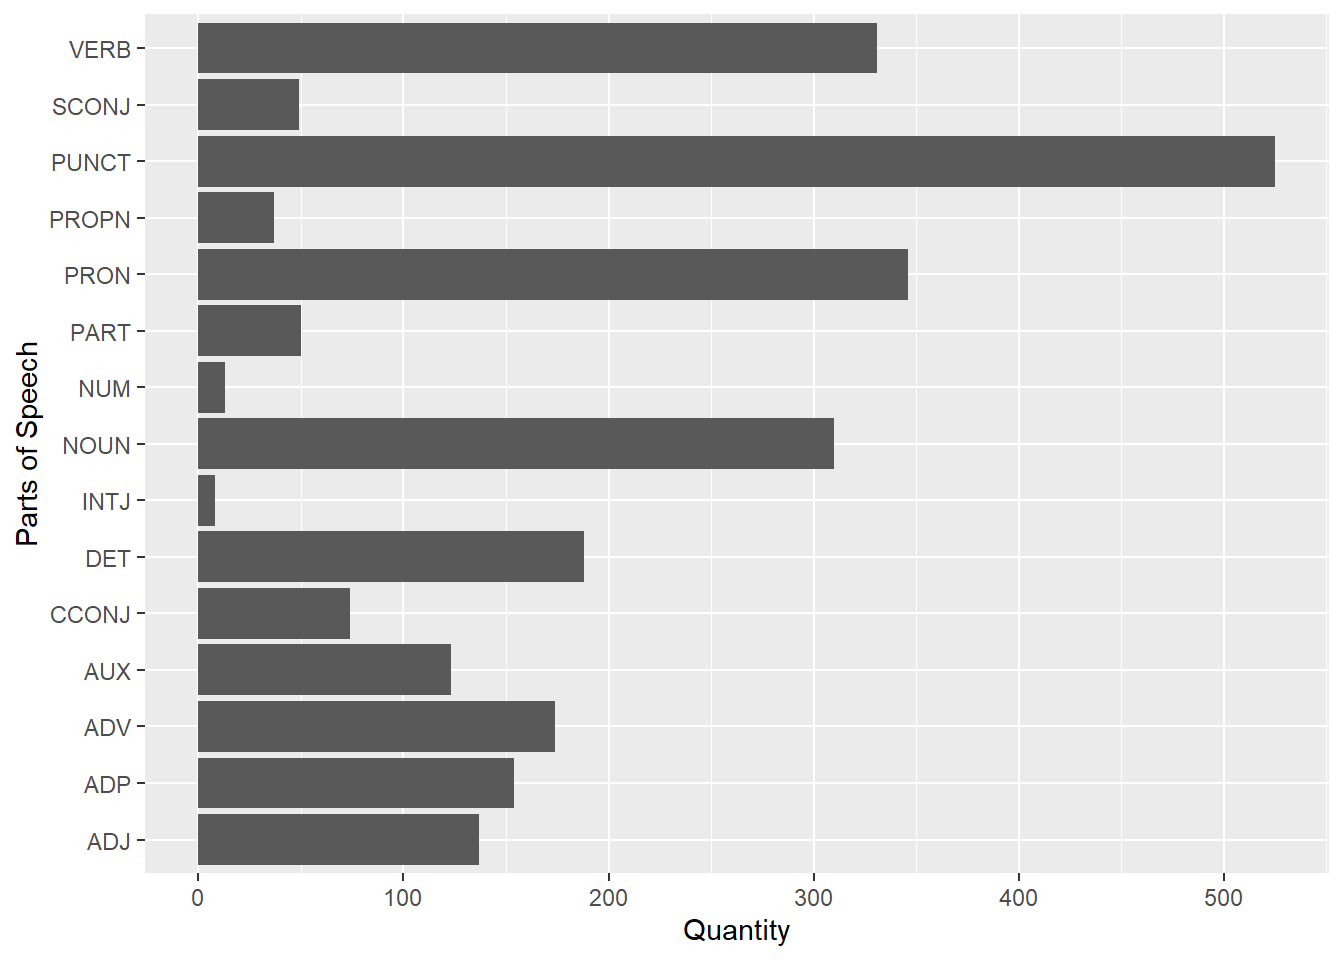 VERB
SCONJ
PUNCT
PROPN
PRON
PART
NUM
NOUN
INTJ
DET
CCONJ
AUX
ADV
ADP
ADJ
Parts of Speech
0 100 200 300 400 500
Quantity